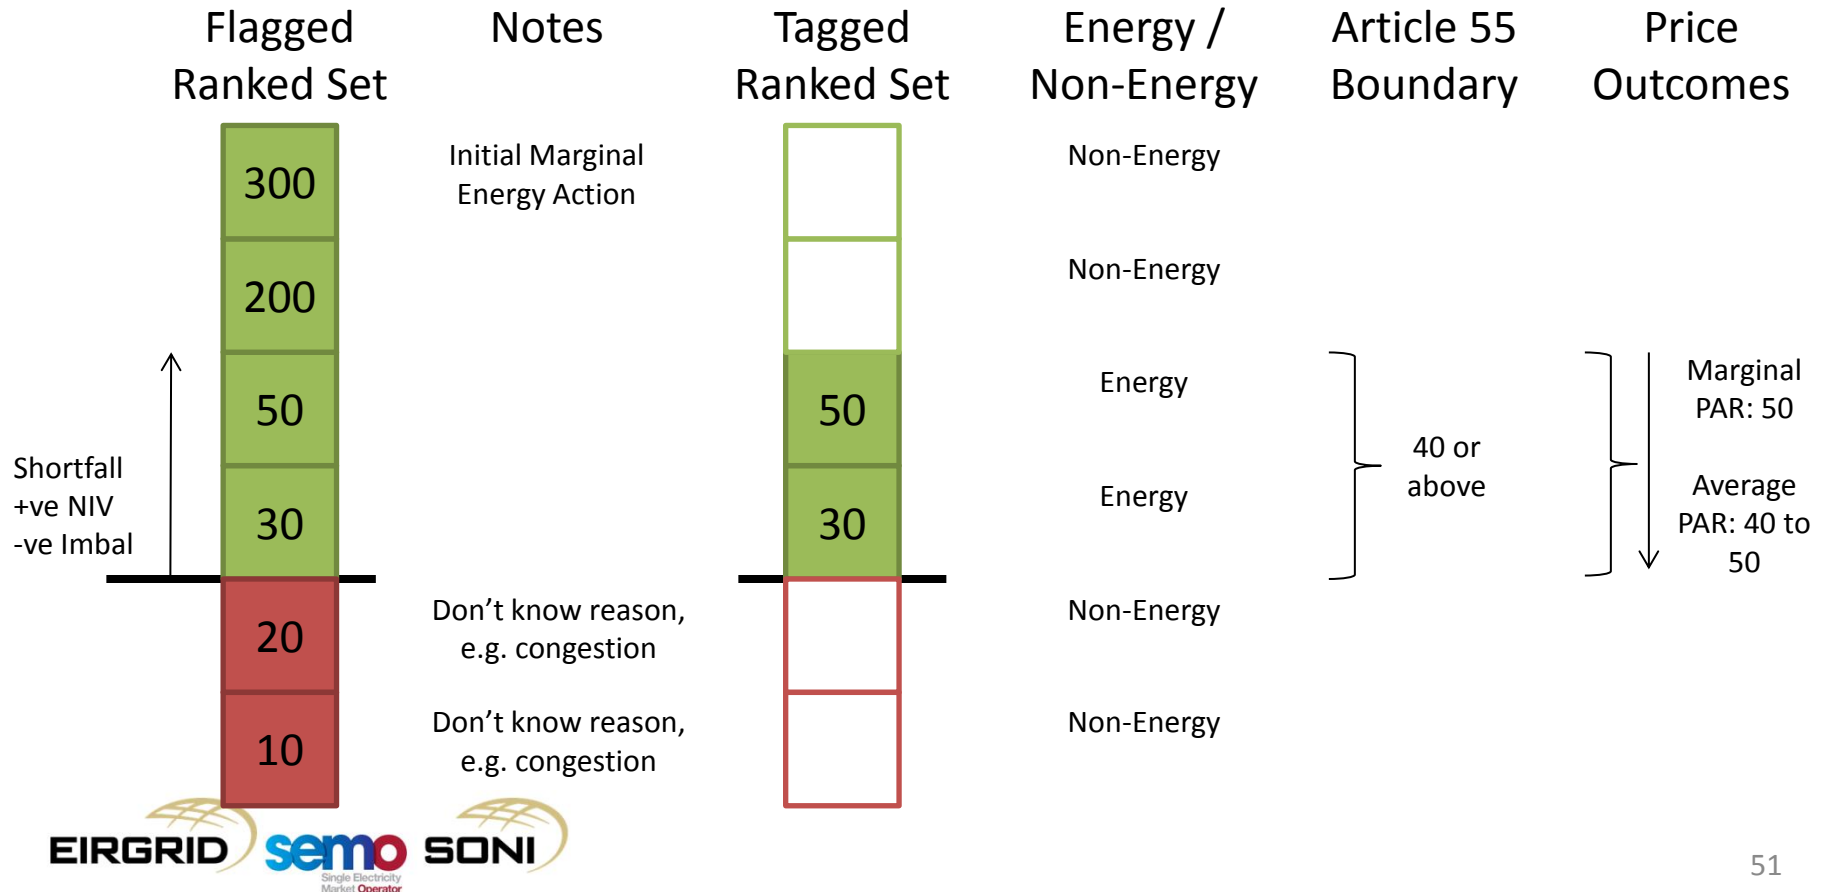 Flagged
Ranked Set
Notes
Tagged
Ranked Set
Energy /
Non-Energy
Article 55
Boundary
Price
Outcomes
300
Initial Marginal
Energy Action
Non-Energy
200
Non-Energy
50
50
Energy
30
30
Energy
Shortfall
+ve NIV
-ve Imbal
40 or
above
Marginal
PAR: 50
Average
PAR: 40 to
50
20
Don't know reason,
e.g. congestion
Non-Energy
10
Don't know reason,
e.g. congestion
Non-Energy
EIRGRID
semo
Single Electricity
Market Operator
SONI
51